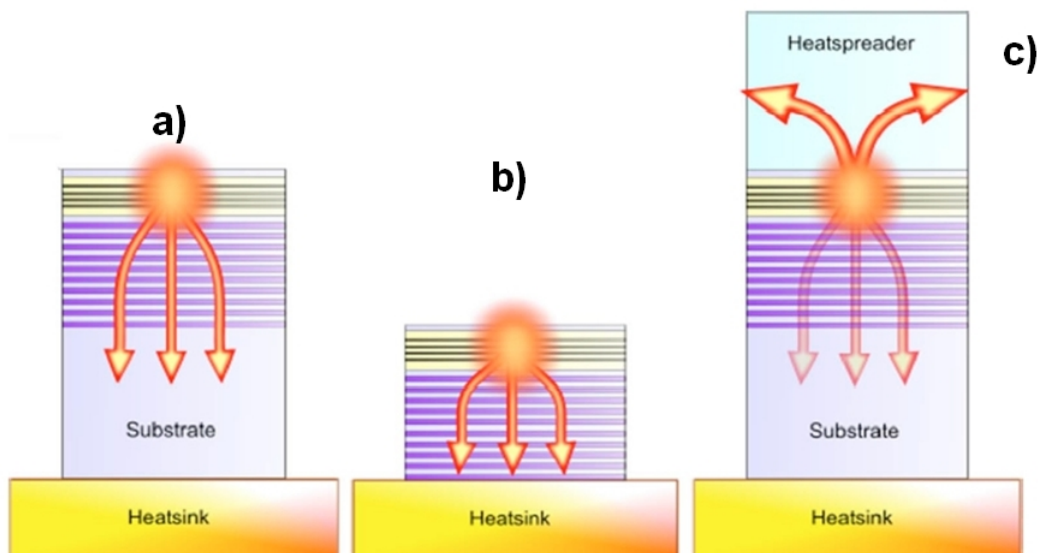 a)
b)
c)
Heatspreader
Substrate
Substrate
Heatsink
Heatsink
Heatsink